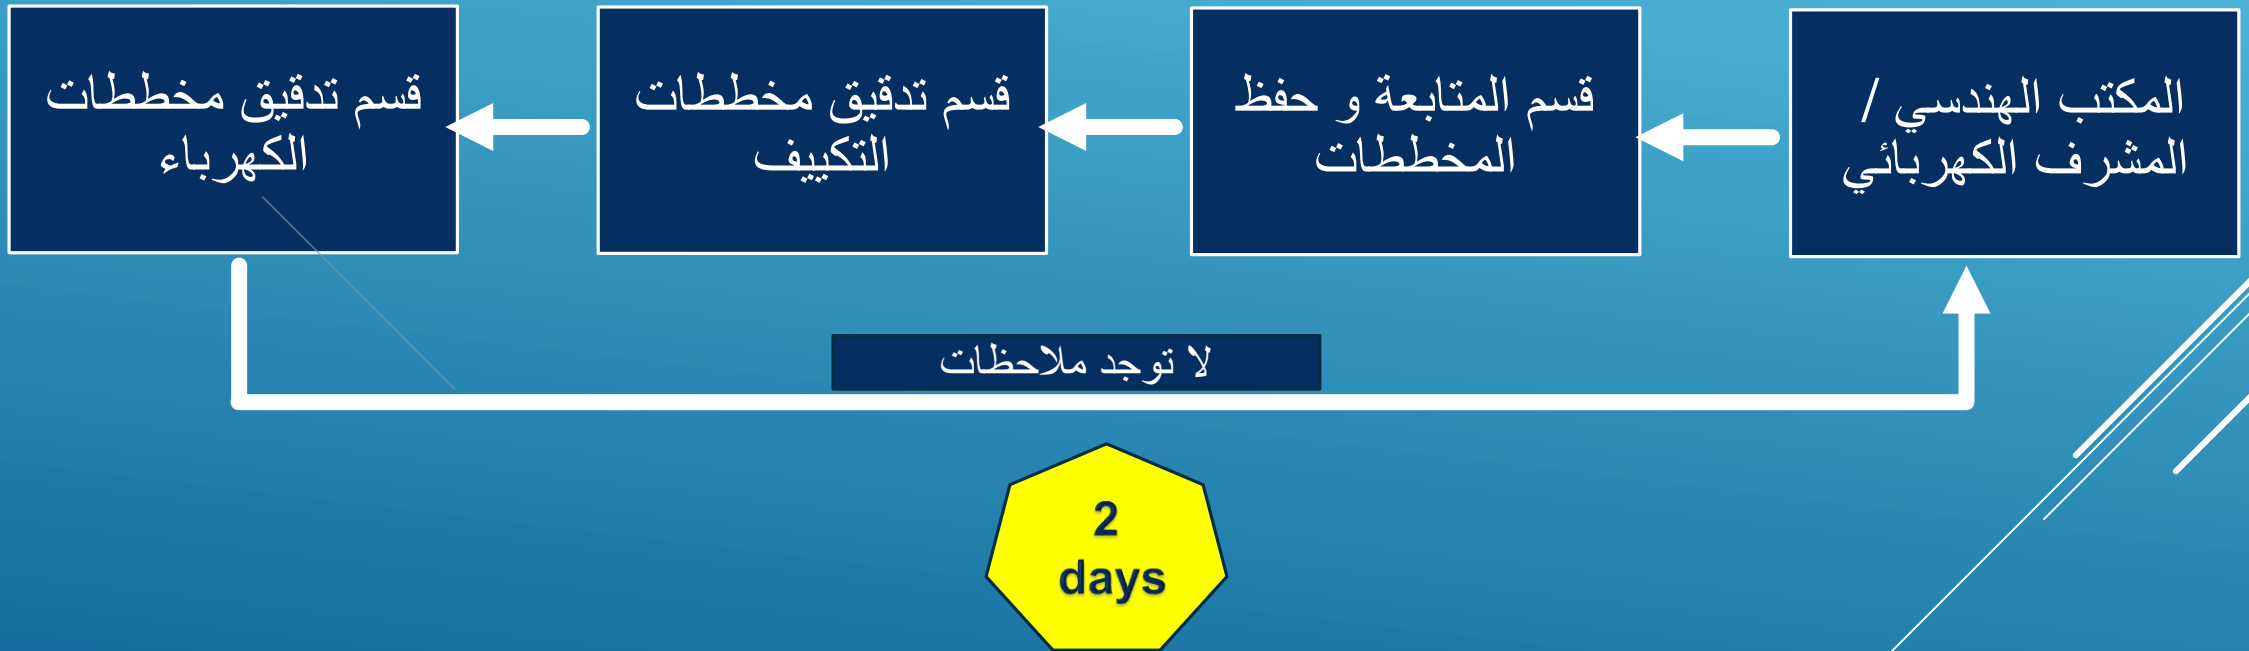 المكتب الهندسي /
المشرف الكهربائي
قسم المتابعة و حفظ
المخططات
قسم تدقيق مخططات
التكييف
قسم تدقيق مخططات
الكهرباء
لا توجد ملاحظات
2
days